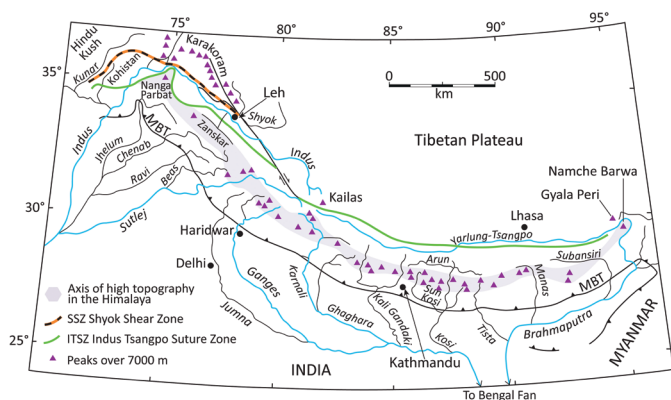 75°
80°
85°
90°
95°
Hindu
Kush
Karakoram
35°
Kunar
Kohistan
Nanga
Parbat
Leh
Shyok
0
500
km
Indus
MBT
Zanskar
Jhelum
Chenab
Ravi
Beas
Indus
Tibetan Plateau
Namche Barwa
Gyala Peri
Kailas
30°
Sutlej
Lhasa
Yarlung-Tsangpo
Haridwar
Delhi
Arun
Subansiri
Sun
Kosi
Manas
MBT
Ganges
Karnali
Kali Gandaki
Axis of high topography
in the Himalaya
SSZ Shyok Shear Zone
ITSZ Indus Tsangpo Suture Zone
Peaks over 7000 m
Jumna
Ghaghara
Kosi
Tista
Brahmaputra
MYANMAR
25°
Kathmandu
INDIA
To Bengal Fan